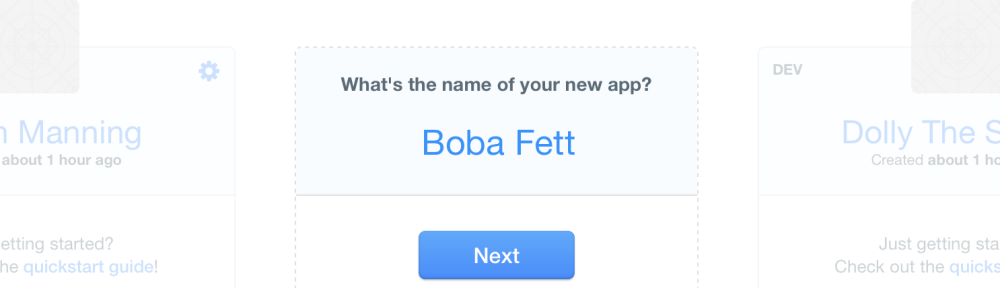 What's the name of your new app?
Boba Fett
Next
Manning
about 1 hour ago
getting started?
the quickstart guide!
DEV
Dolly The S
Created about 1 ho
Just getting sta
Check out the quicks